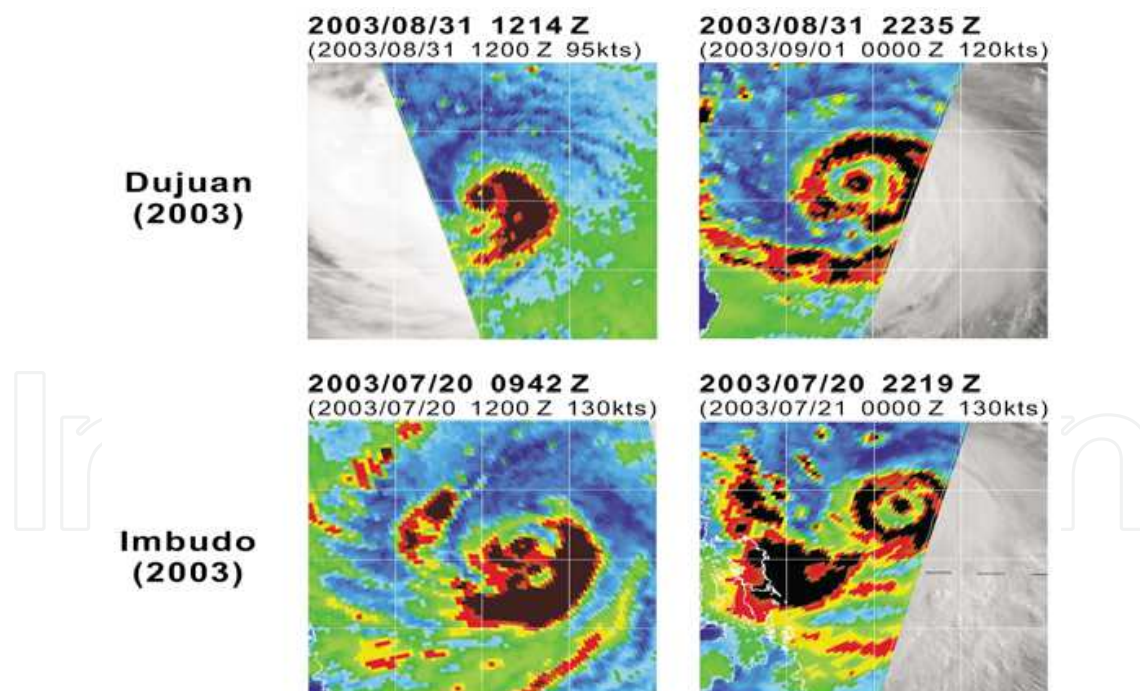 2003/08/31 1214 Z
(2003/08/31 1200 Z 95kts)
2003/08/31 2235 Z
(2003/09/01 0000 Z 120kts)
Dujuan
(2003)
2003/07/20 0942 Z
(2003/07/20 1200 Z 130kts)
2003/07/20 2219 Z
(2003/07/21 0000 Z 130kts)
Imbudo
(2003)